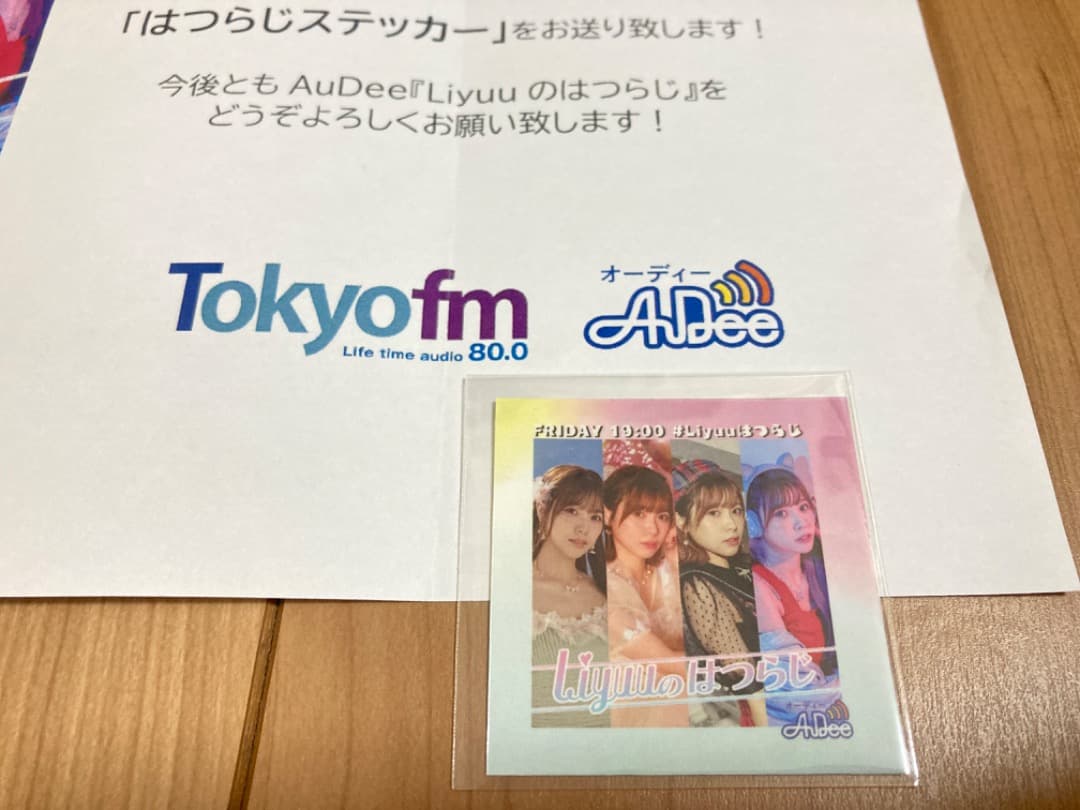 「はつらじステッカー」をお送り致します！
今後とも AuDee『Liyuu のはつらじ』を
どうぞよろしくお願い致します！
Tokyofm
Life time audio 80.0
オーディー
AuDee
FRIDAY 19:00 #Liyuuはつらじ
Liyuuのはつらじ
オーディー
AuDee